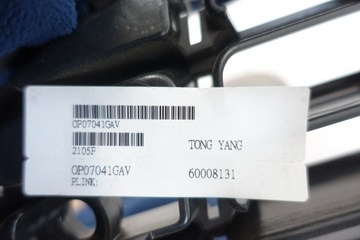 OP07041GAV
2105F TONG YANG
OP07041GAV 60008131
PLINK: